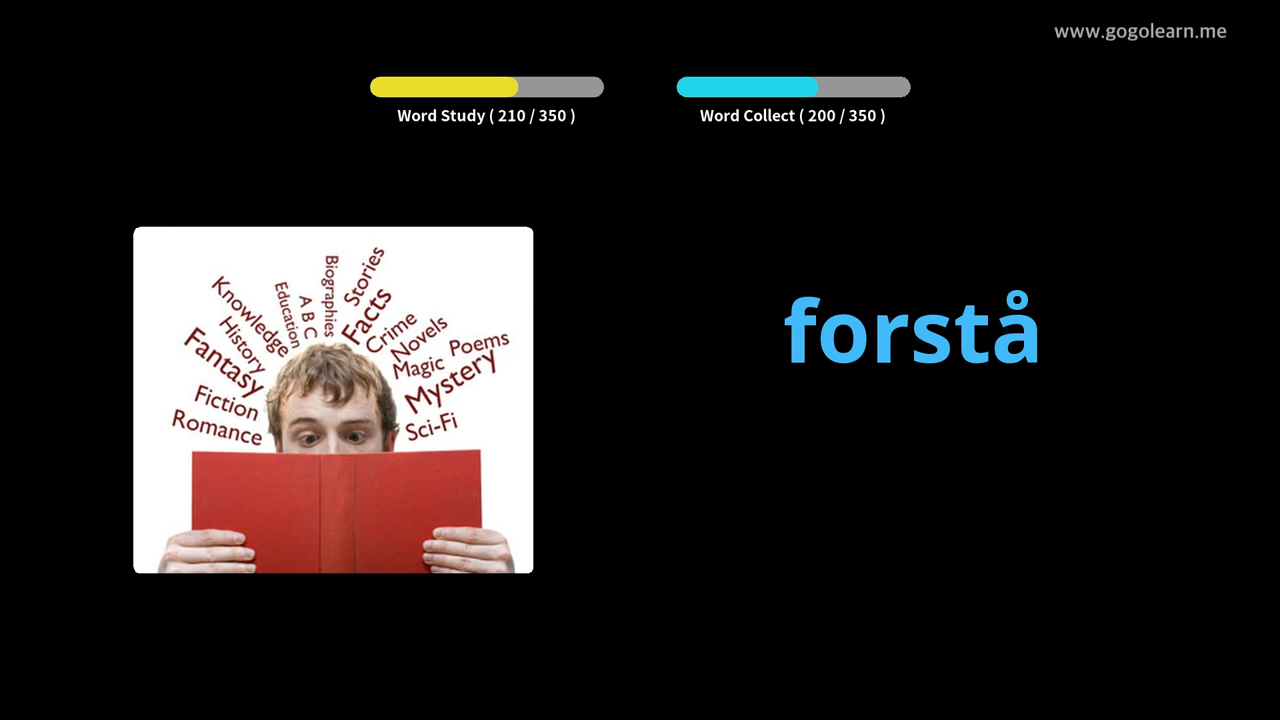 www.gogolearn.me
Word Study ( 210 / 350 )
Word Collect ( 200 / 350 )
Biographies
Stories
Education
A B C
Facts
Knowledge
Crime
History
Novels
Fantasy
Magic
Poems
Mystery
Fiction
Romance
Sci-Fi
forstå